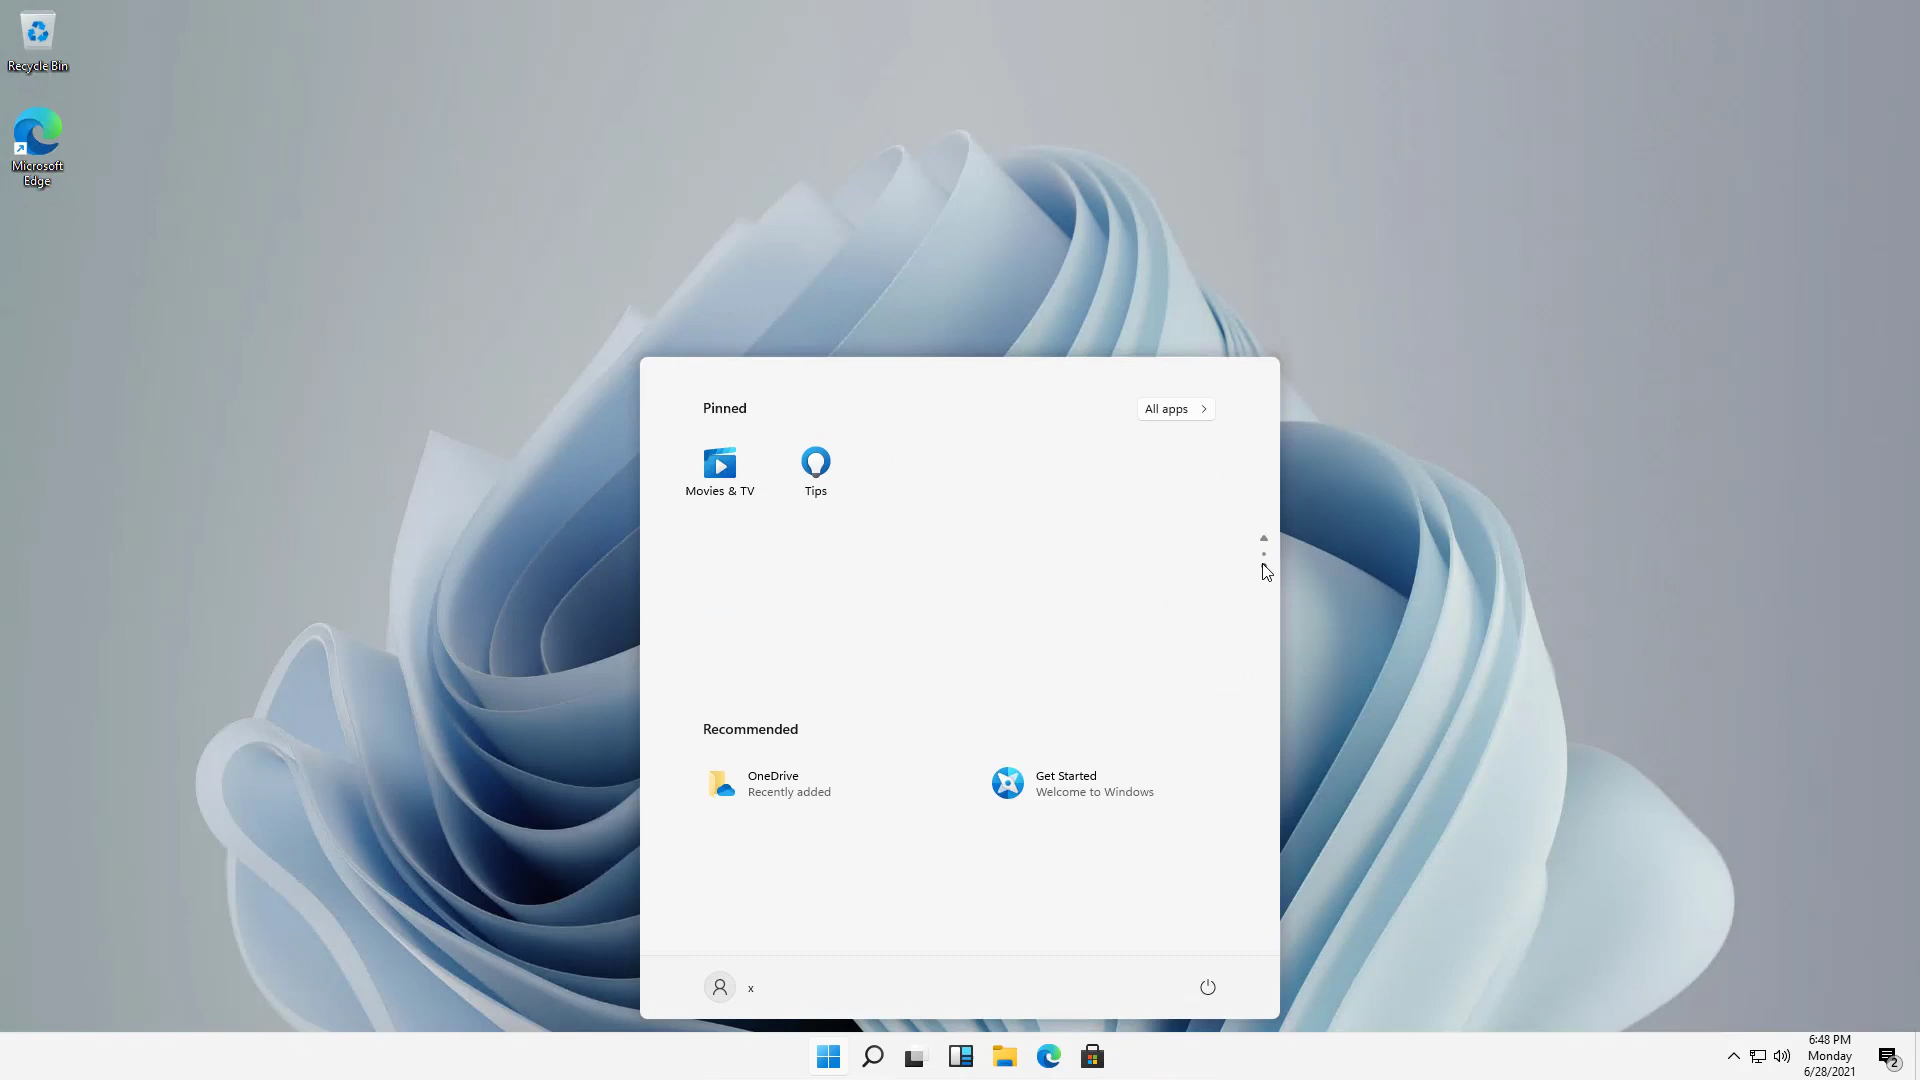 Recycle Bin
Microsoft
Edge
Pinned
All apps
Movies & TV
Tips
Recommended
OneDrive
Recently added
Get Started
Welcome to Windows
x
6:48 PM
Monday
6/28/2021
2